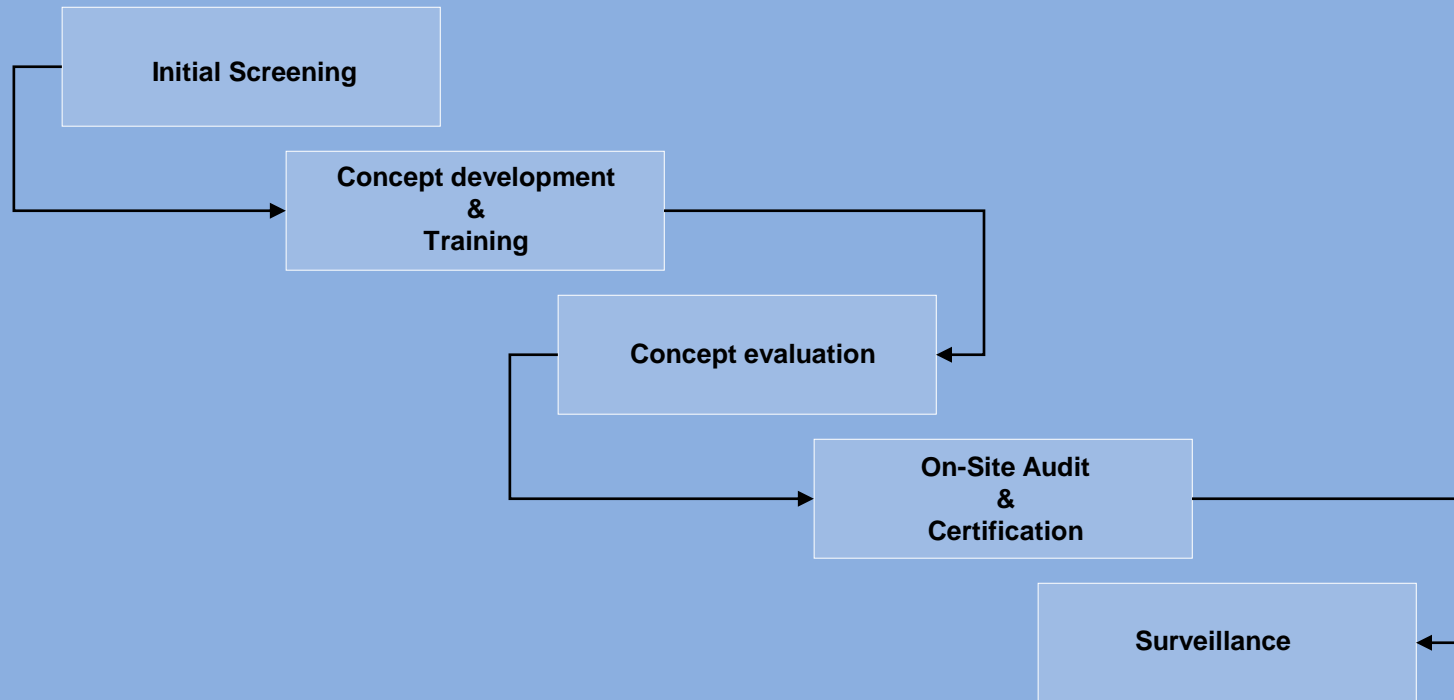 Initial Screening
Concept development
&
Training
Concept evaluation
On-Site Audit
&
Certification
Surveillance